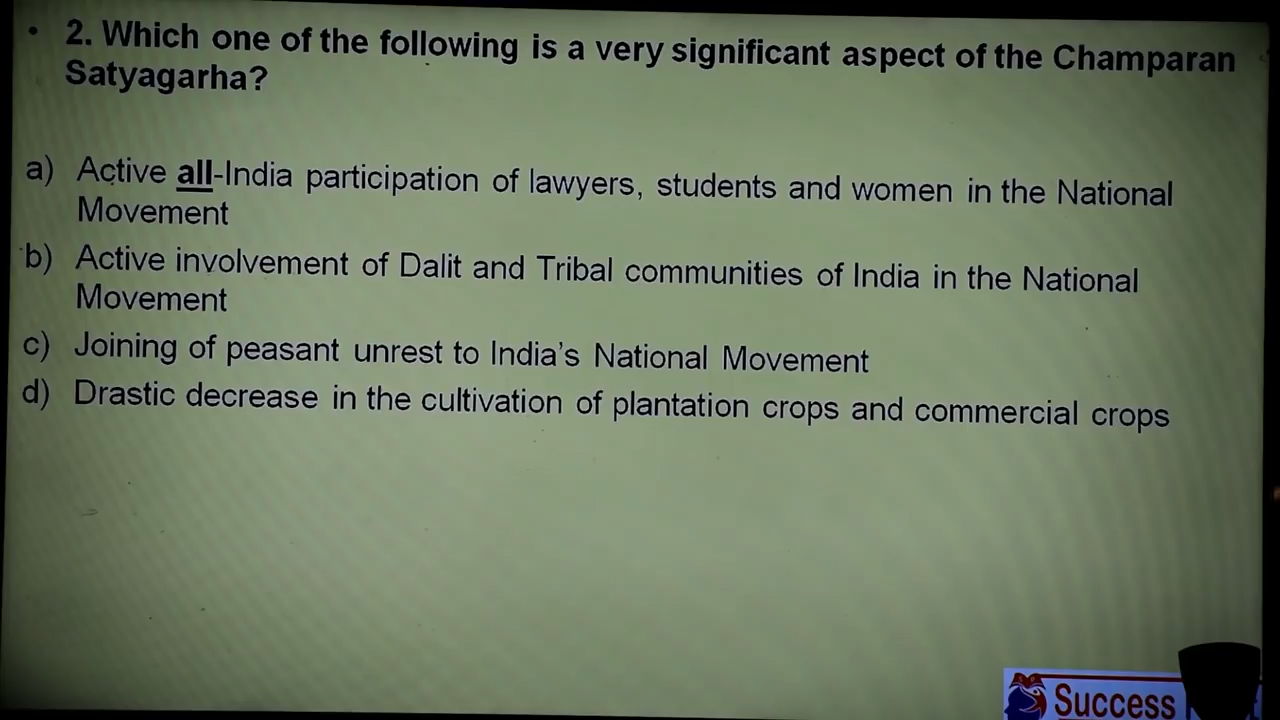 • 2. Which one of the following is a very significant aspect of the Champaran
Satyagarha?
a) Active all-India participation of lawyers, students and women in the National
Movement
b) Active involvement of Dalit and Tribal communities of India in the National
Movement
c) Joining of peasant unrest to India's National Movement
d) Drastic decrease in the cultivation of plantation crops and commercial crops
Success